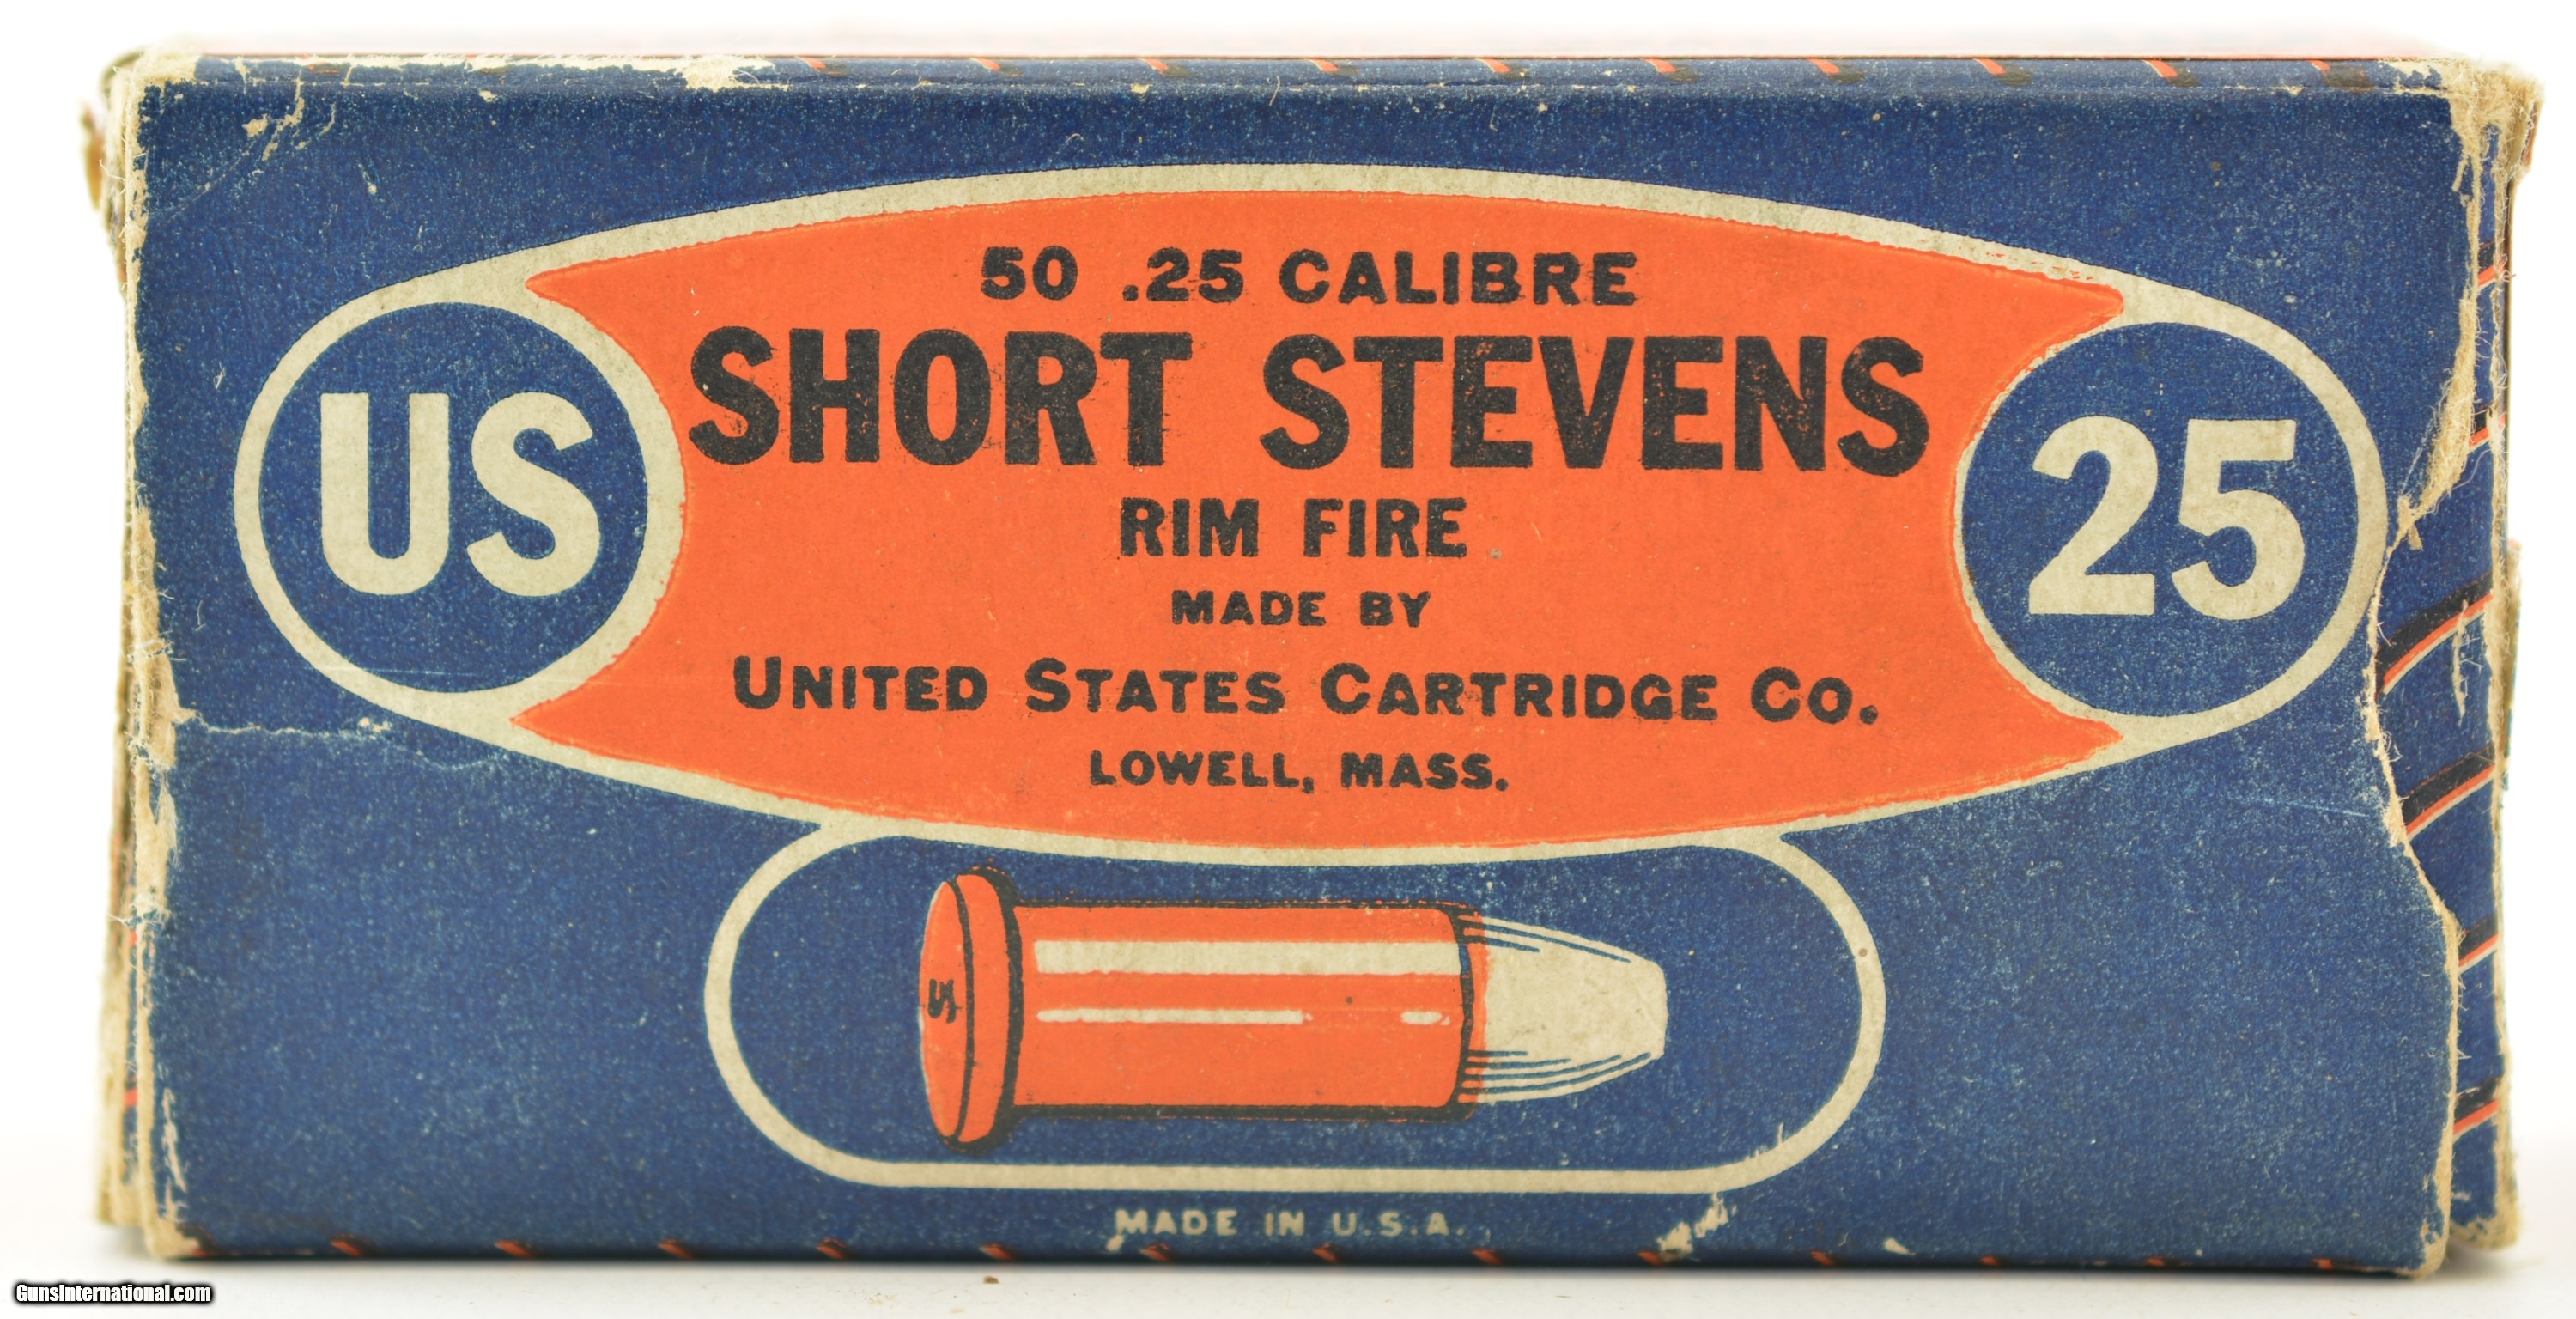 50 .25 CALIBRE
SHORT STEVENS
US
25
RIM FIRE
MADE BY
UNITED STATES CARTRIDGE CO.
LOWELL, MASS.
US
MADE IN U.S.A.
GunsInternational.com